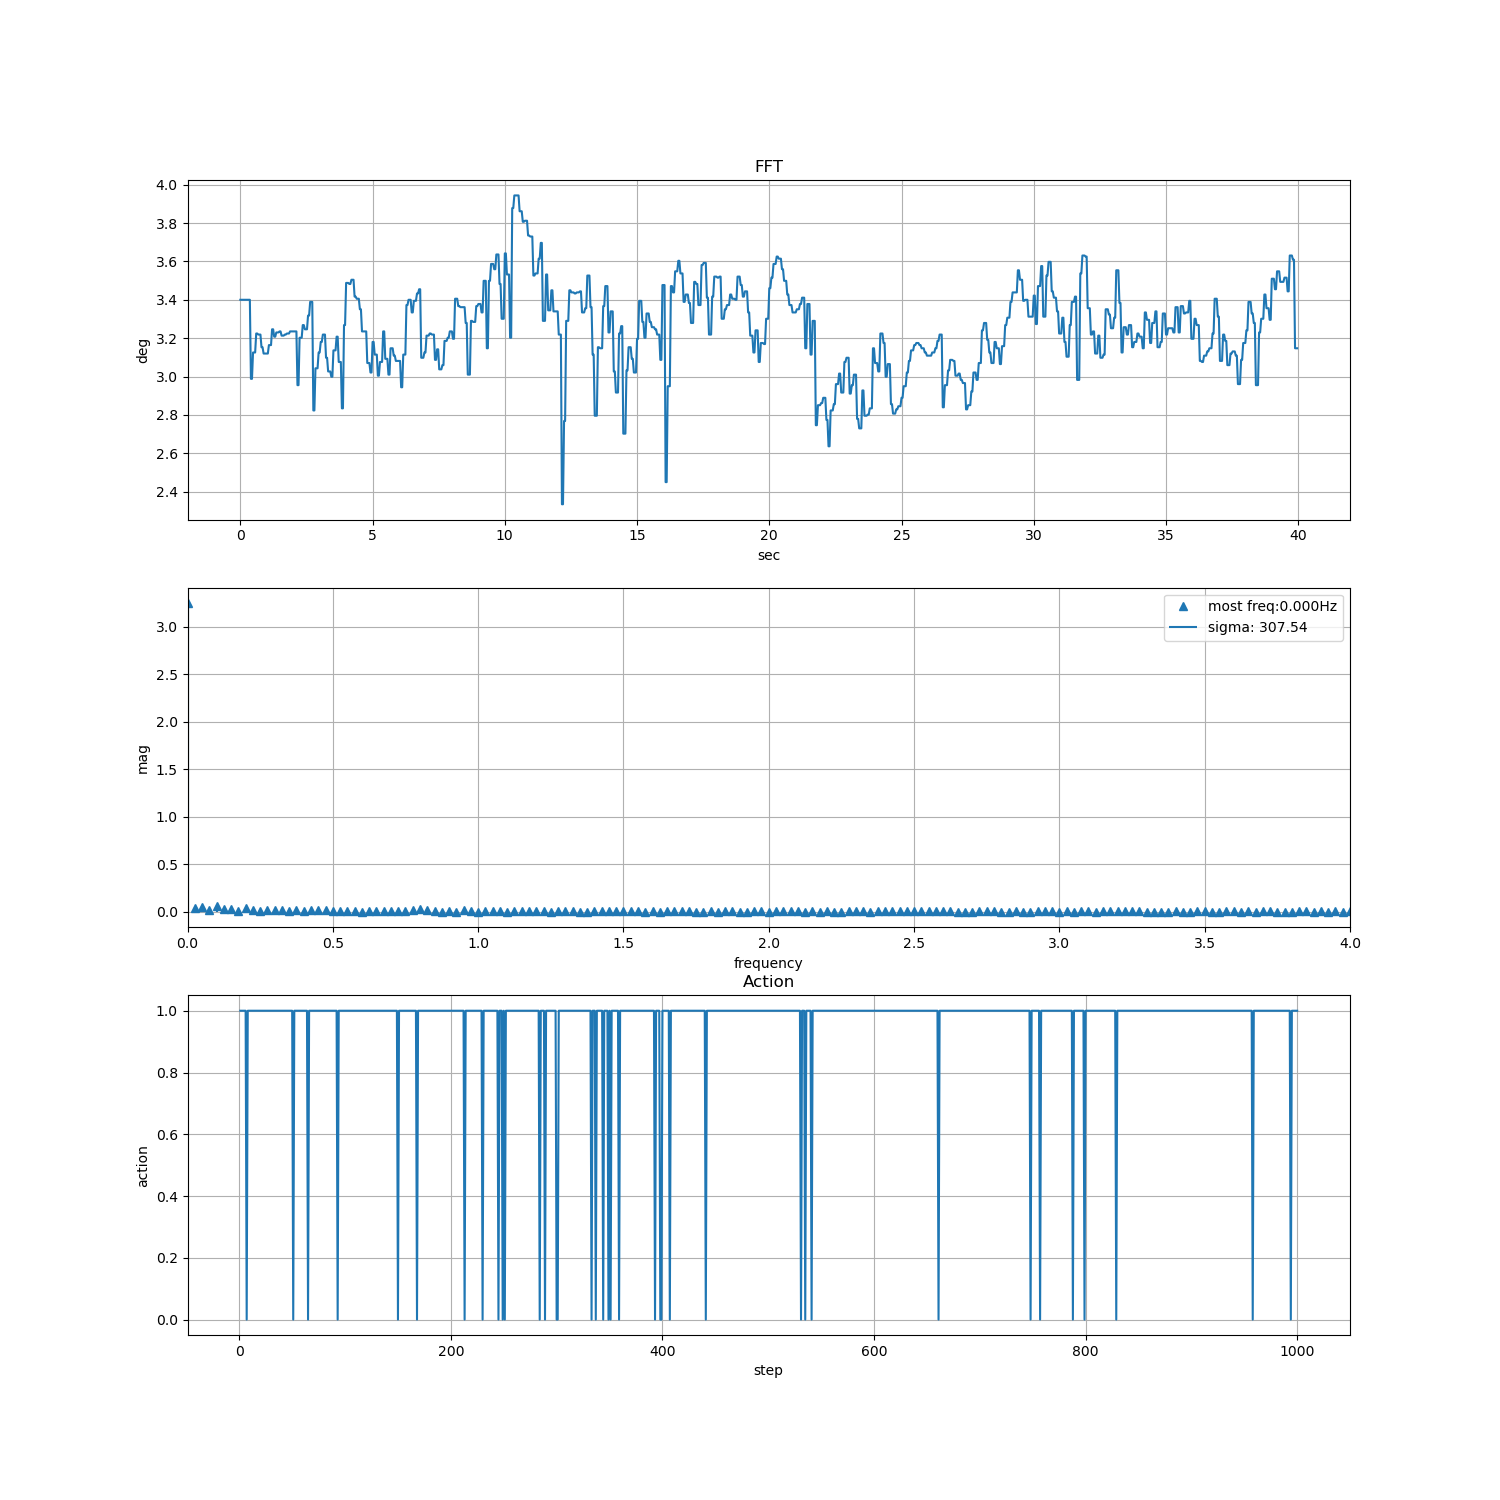 FFT
4.0
3.8
3.6
3.4
3.2
3.0
2.8
2.6
2.4
deg
0 5 10 15 20 25 30 35 40
sec
3.0
2.5
2.0
1.5
1.0
0.5
0.0
mag
most freq:0.000Hz
sigma: 307.54
0.0 0.5 1.0 1.5 2.0 2.5 3.0 3.5 4.0
frequency
Action
1.0
0.8
0.6
0.4
0.2
0.0
action
0 200 400 600 800 1000
step